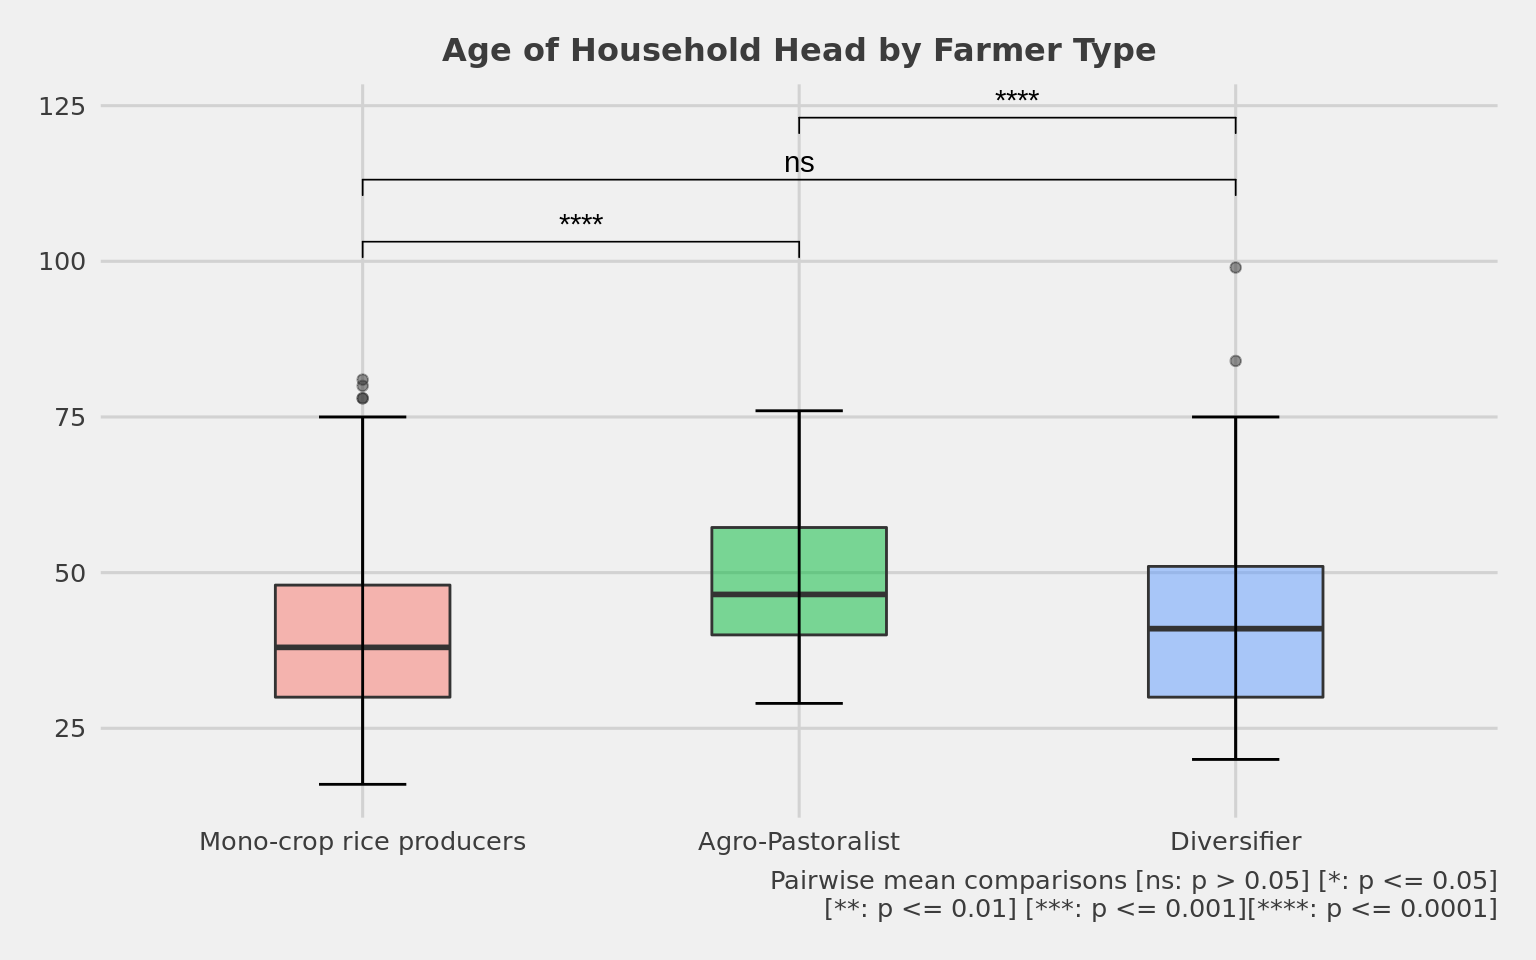 Age of Household Head by Farmer Type
125
****
ns
****
100
75
50
25
Mono-crop rice producers
Agro-Pastoralist
Diversifier
Pairwise mean comparisons [ns: p > 0.05] [*: p <= 0.05]
[**: p <= 0.01] [***: p <= 0.001][****: p <= 0.0001]